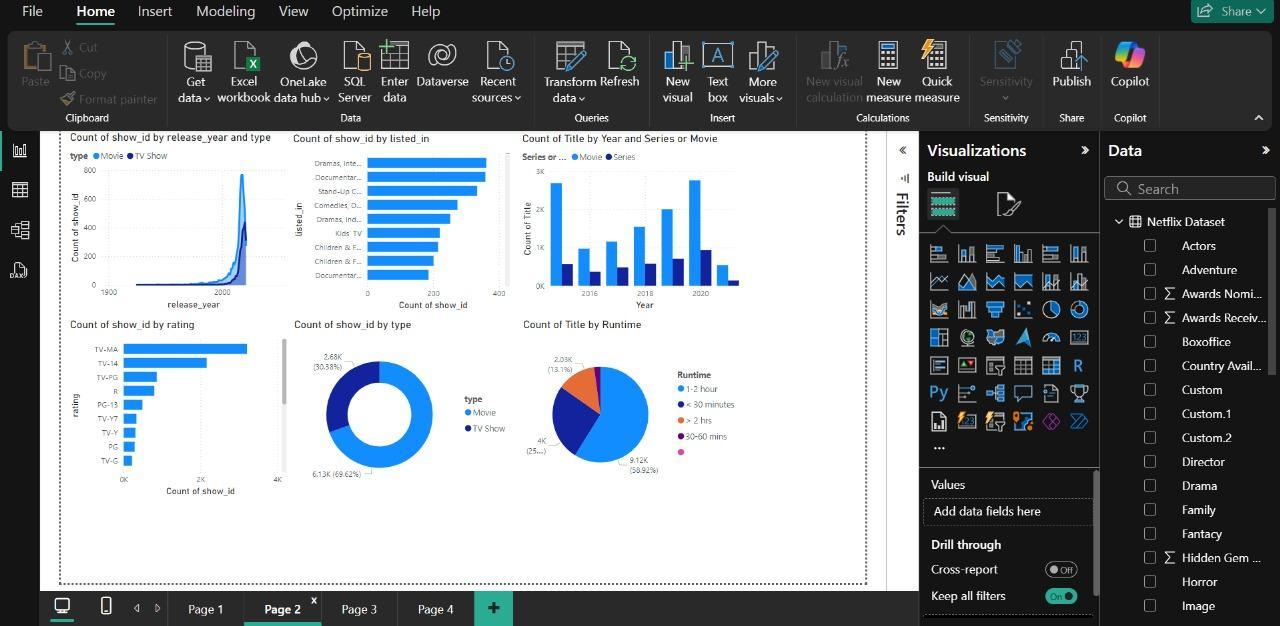 File Home Insert Modeling View Optimize Help Share
Paste
Cut
Copy
Format painter
Clipboard
Get data
Excel workbook
OneLake data hub
SQL Server
Enter data
Dataverse
Recent sources
Data
Transform data
Refresh
Queries
New visual
Text box
More visuals
Insert
New visual calculation
New measure
Quick measure
Calculations
Sensitivity
Sensitivity
Publish
Share
Copilot
Copilot
Count of show_id by release_year and type
type Movie TV Show
Count of show_id
800
600
400
200
0
1900 2000
release_year
Count of show_id by listed_in
listed_in
Dramas, Inte...
Documentar...
Stand-Up C...
Comedies, D...
Dramas, Ind...
Kids' TV
Children & F...
Children & F...
Documentar...
0 200 400
Count of show_id
Count of Title by Year and Series or Movie
Series or ... Movie Series
Count of Title
3K
2K
1K
0K
2016 2018 2020
Year
Count of show_id by rating
rating
TV-MA
TV-14
TV-PG
R
PG-13
TV-Y7
TV-Y
PG
TV-G
0K 2K 4K
Count of show_id
Count of show_id by type
2.68K
(30.38%)
6.13K (69.62%)
type
Movie
TV Show
Count of Title by Runtime
2.03K
(13.1%)
4K
(25...)
9.12K
(58.92%)
Runtime
1-2 hour
< 30 minutes
> 2 hrs
30-60 mins
Filters
Visualizations
Build visual
123
R
Py
123
...
Values
Add data fields here
Drill through
Cross-report Off
Keep all filters On
Data
Search
Netflix Dataset
Actors
Adventure
Awards Nomi...
Awards Receiv...
Boxoffice
Country Avail...
Custom
Custom.1
Custom.2
Director
Drama
Family
Fantacy
Hidden Gem ...
Horror
Image
DAX
Page 1 Page 2 x Page 3 Page 4 +